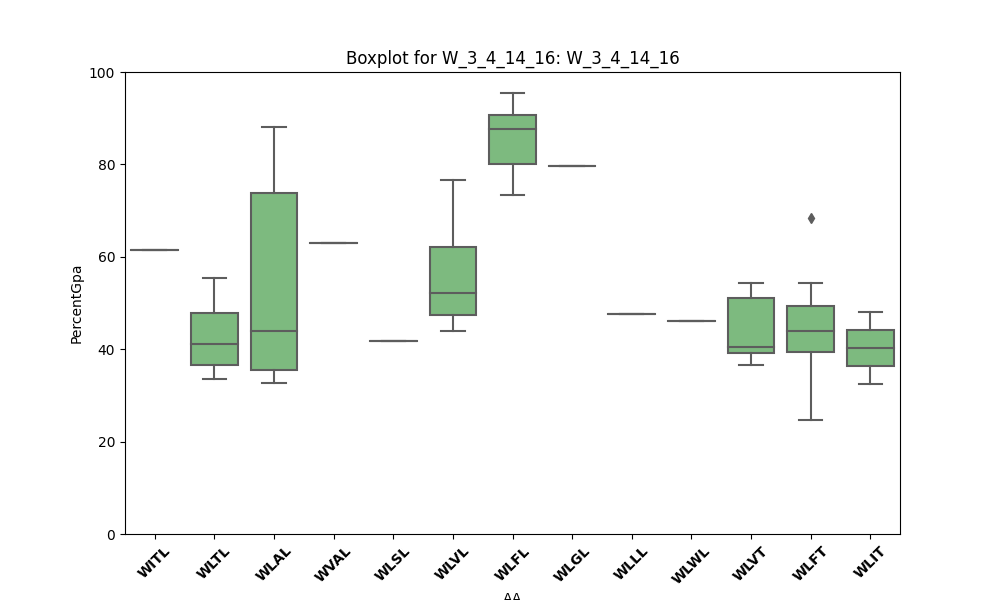 Boxplot for W_3_4_14_16: W_3_4_14_16
100
80
60
40
20
0
PercentGpa
WITL
WLTL
WLAL
WVAL
WLSL
WLVL
WLFL
WLGL
WLLL
WLWL
WLVT
WLFT
WLIT
AA